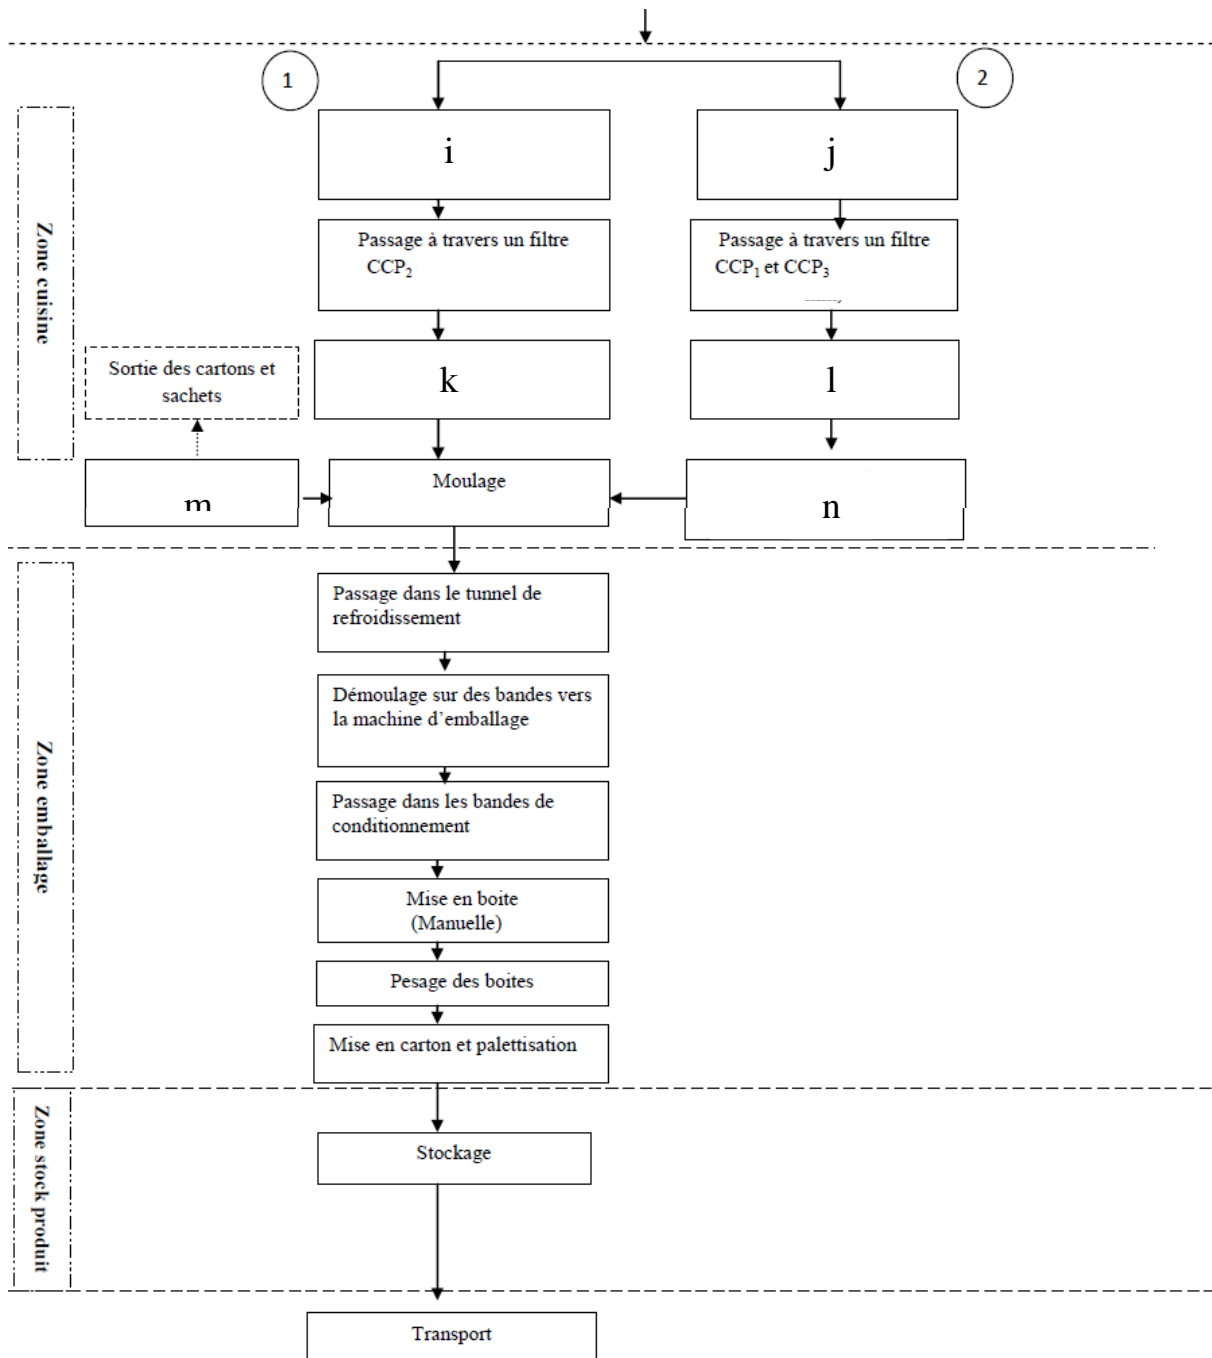 1
2
i
j
Passage à travers un filtre
CCP2
Passage à travers un filtre
CCP1 et CCP3
Zone cuisine
Sortie des cartons et
sachets
k
l
m
Moulage
n
Zone emballage
Passage dans le tunnel de
refroidissement
Démoulage sur des bandes vers
la machine d’emballage
Passage dans les bandes de
conditionnement
Mise en boite
(Manuelle)
Pesage des boites
Mise en carton et palettisation
Zone stock produit
Stockage
Transport